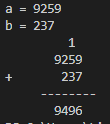 a = 9259
b = 237
1
9259
+ 237
--------
9496